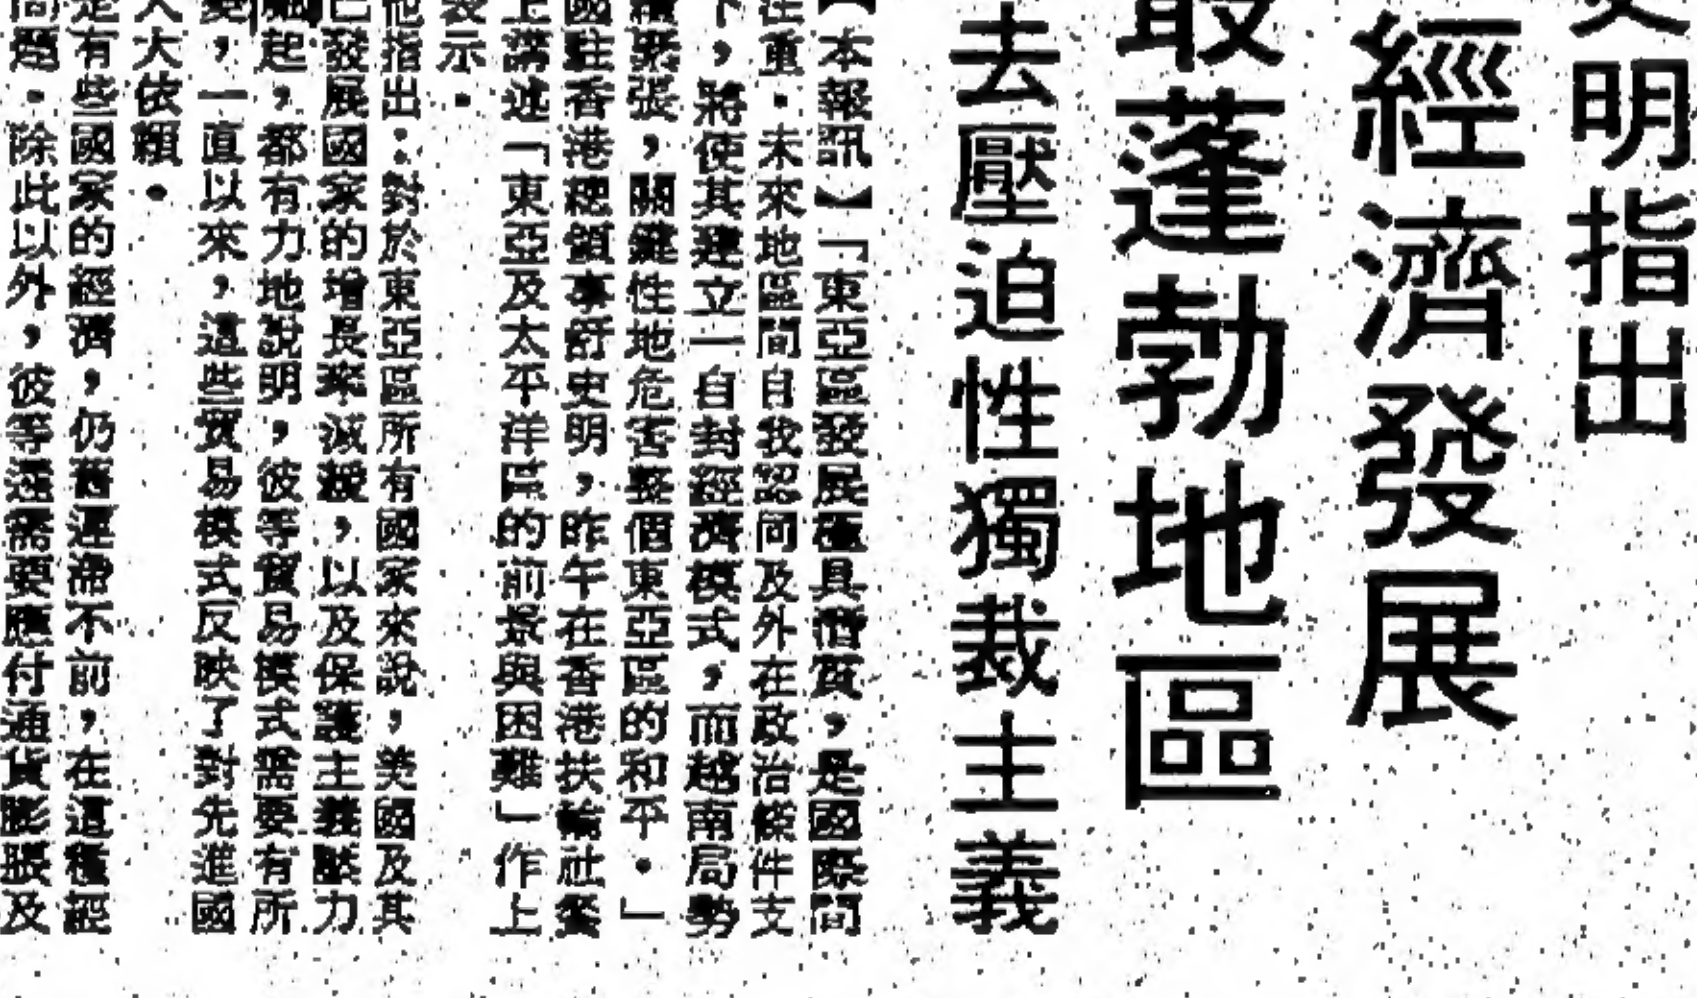 史明指出
經濟發展
最蓬勃地區
去壓迫性獨裁主義
【本報訊】「東亞區發展極具潛質，是國際間
注重．未來地區間自我認同及外在政治條件支
下，將使其建立一自封經濟模式，而越南局勢
續緊張，關鍵性地危害整個東亞區的和平．」
國駐香港總領事舒史明，昨午在香港扶輪社餐
上講述「東亞及太平洋區的前景與困難」作上
表示．
他指出：對於東亞區所有國家來說，美國及其
已發展國家的增長率減緩，以及保護主義壓力
崛起，都有力地說明，彼等貿易模式需要有所
變，一直以來，這些貿易模式反映了對先進國
大大依賴．
是有些國家的經濟，仍舊遲滯不前，在這種經
問題．除此以外，彼等還需要應付通貨膨脹及